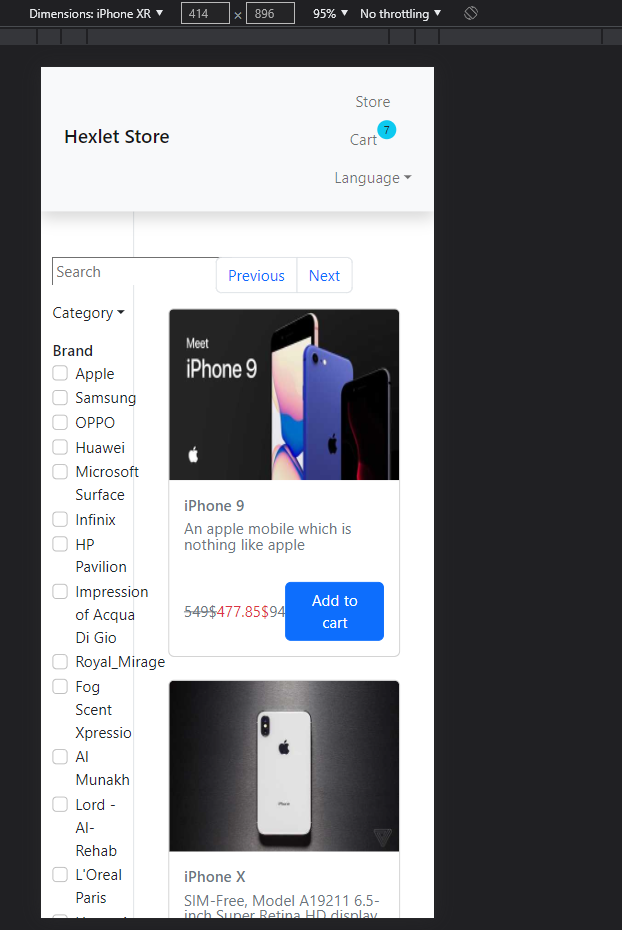 Dimensions: iPhone XR ▼ 414 × 896 95% ▼ No throttling ▼
Store
Hexlet Store
Cart 7
Language
Search
Previous Next
Category
Brand
Apple
Samsung
OPPO
Huawei
Microsoft
Surface
Infinix
HP
Pavilion
Impression
of Acqua
Di Gio
Royal_Mirage
Fog
Scent
Xpressio
Al
Munakh
Lord -
Al-
Rehab
L'Oreal
Paris
Meet
iPhone 9
iPhone 9
An apple mobile which is
nothing like apple
549$477.85$94
Add to
cart
iPhone
iPhone X
SIM-Free, Model A19211 6.5-
inch Super Retina HD display